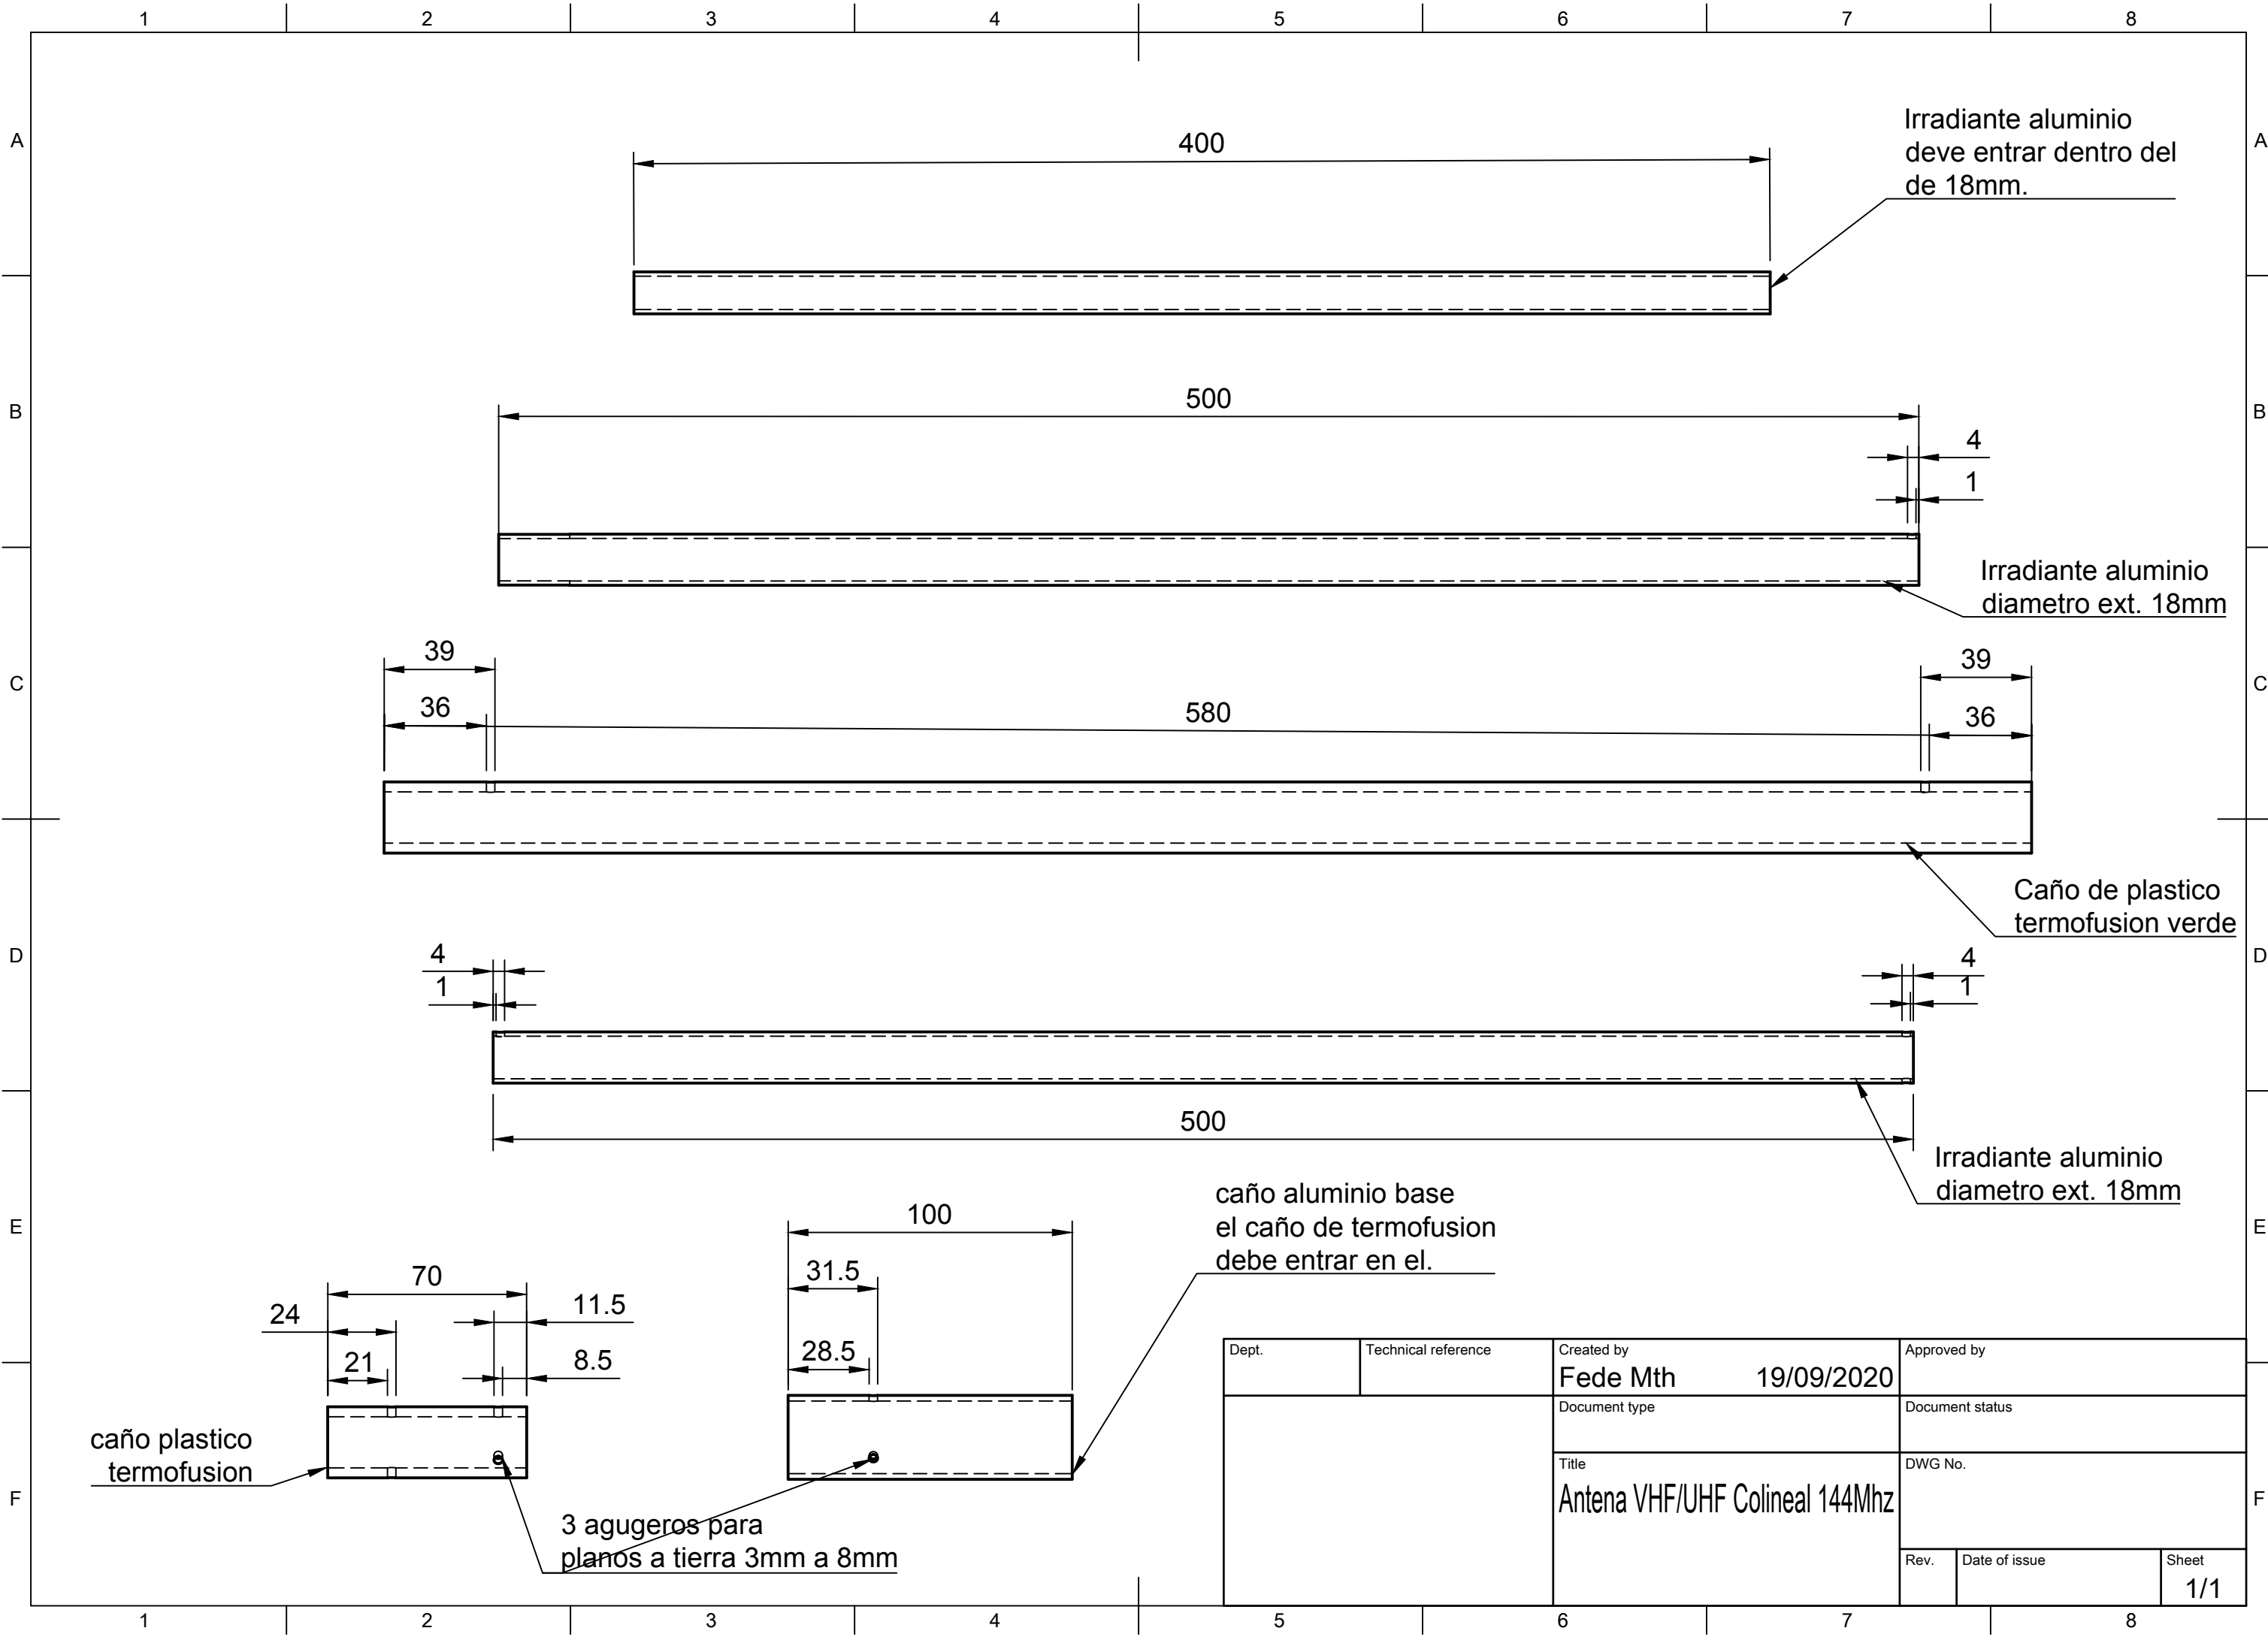 1 2 3 4 5 6 7 8
A A
400
Irradiante aluminio
deve entrar dentro del
de 18mm.
B B
500
4
1
Irradiante aluminio
diametro ext. 18mm
C C
39 39
36 580 36
Caño de plastico
termofusion verde
D D
4 4
1 1
500
Irradiante aluminio
diametro ext. 18mm
E E
caño aluminio base
el caño de termofusion
debe entrar en el.
100
31.5
28.5
70
24 11.5
21 8.5
caño plastico
termofusion
3 agugeros para
planos a tierra 3mm a 8mm
F F
Dept. Technical reference Created by Approved by
Fede Mth 19/09/2020
Document type Document status
Title DWG No.
Antena VHF/UHF Colineal 144Mhz
Rev. Date of issue Sheet
1/1
1 2 3 4 5 6 7 8